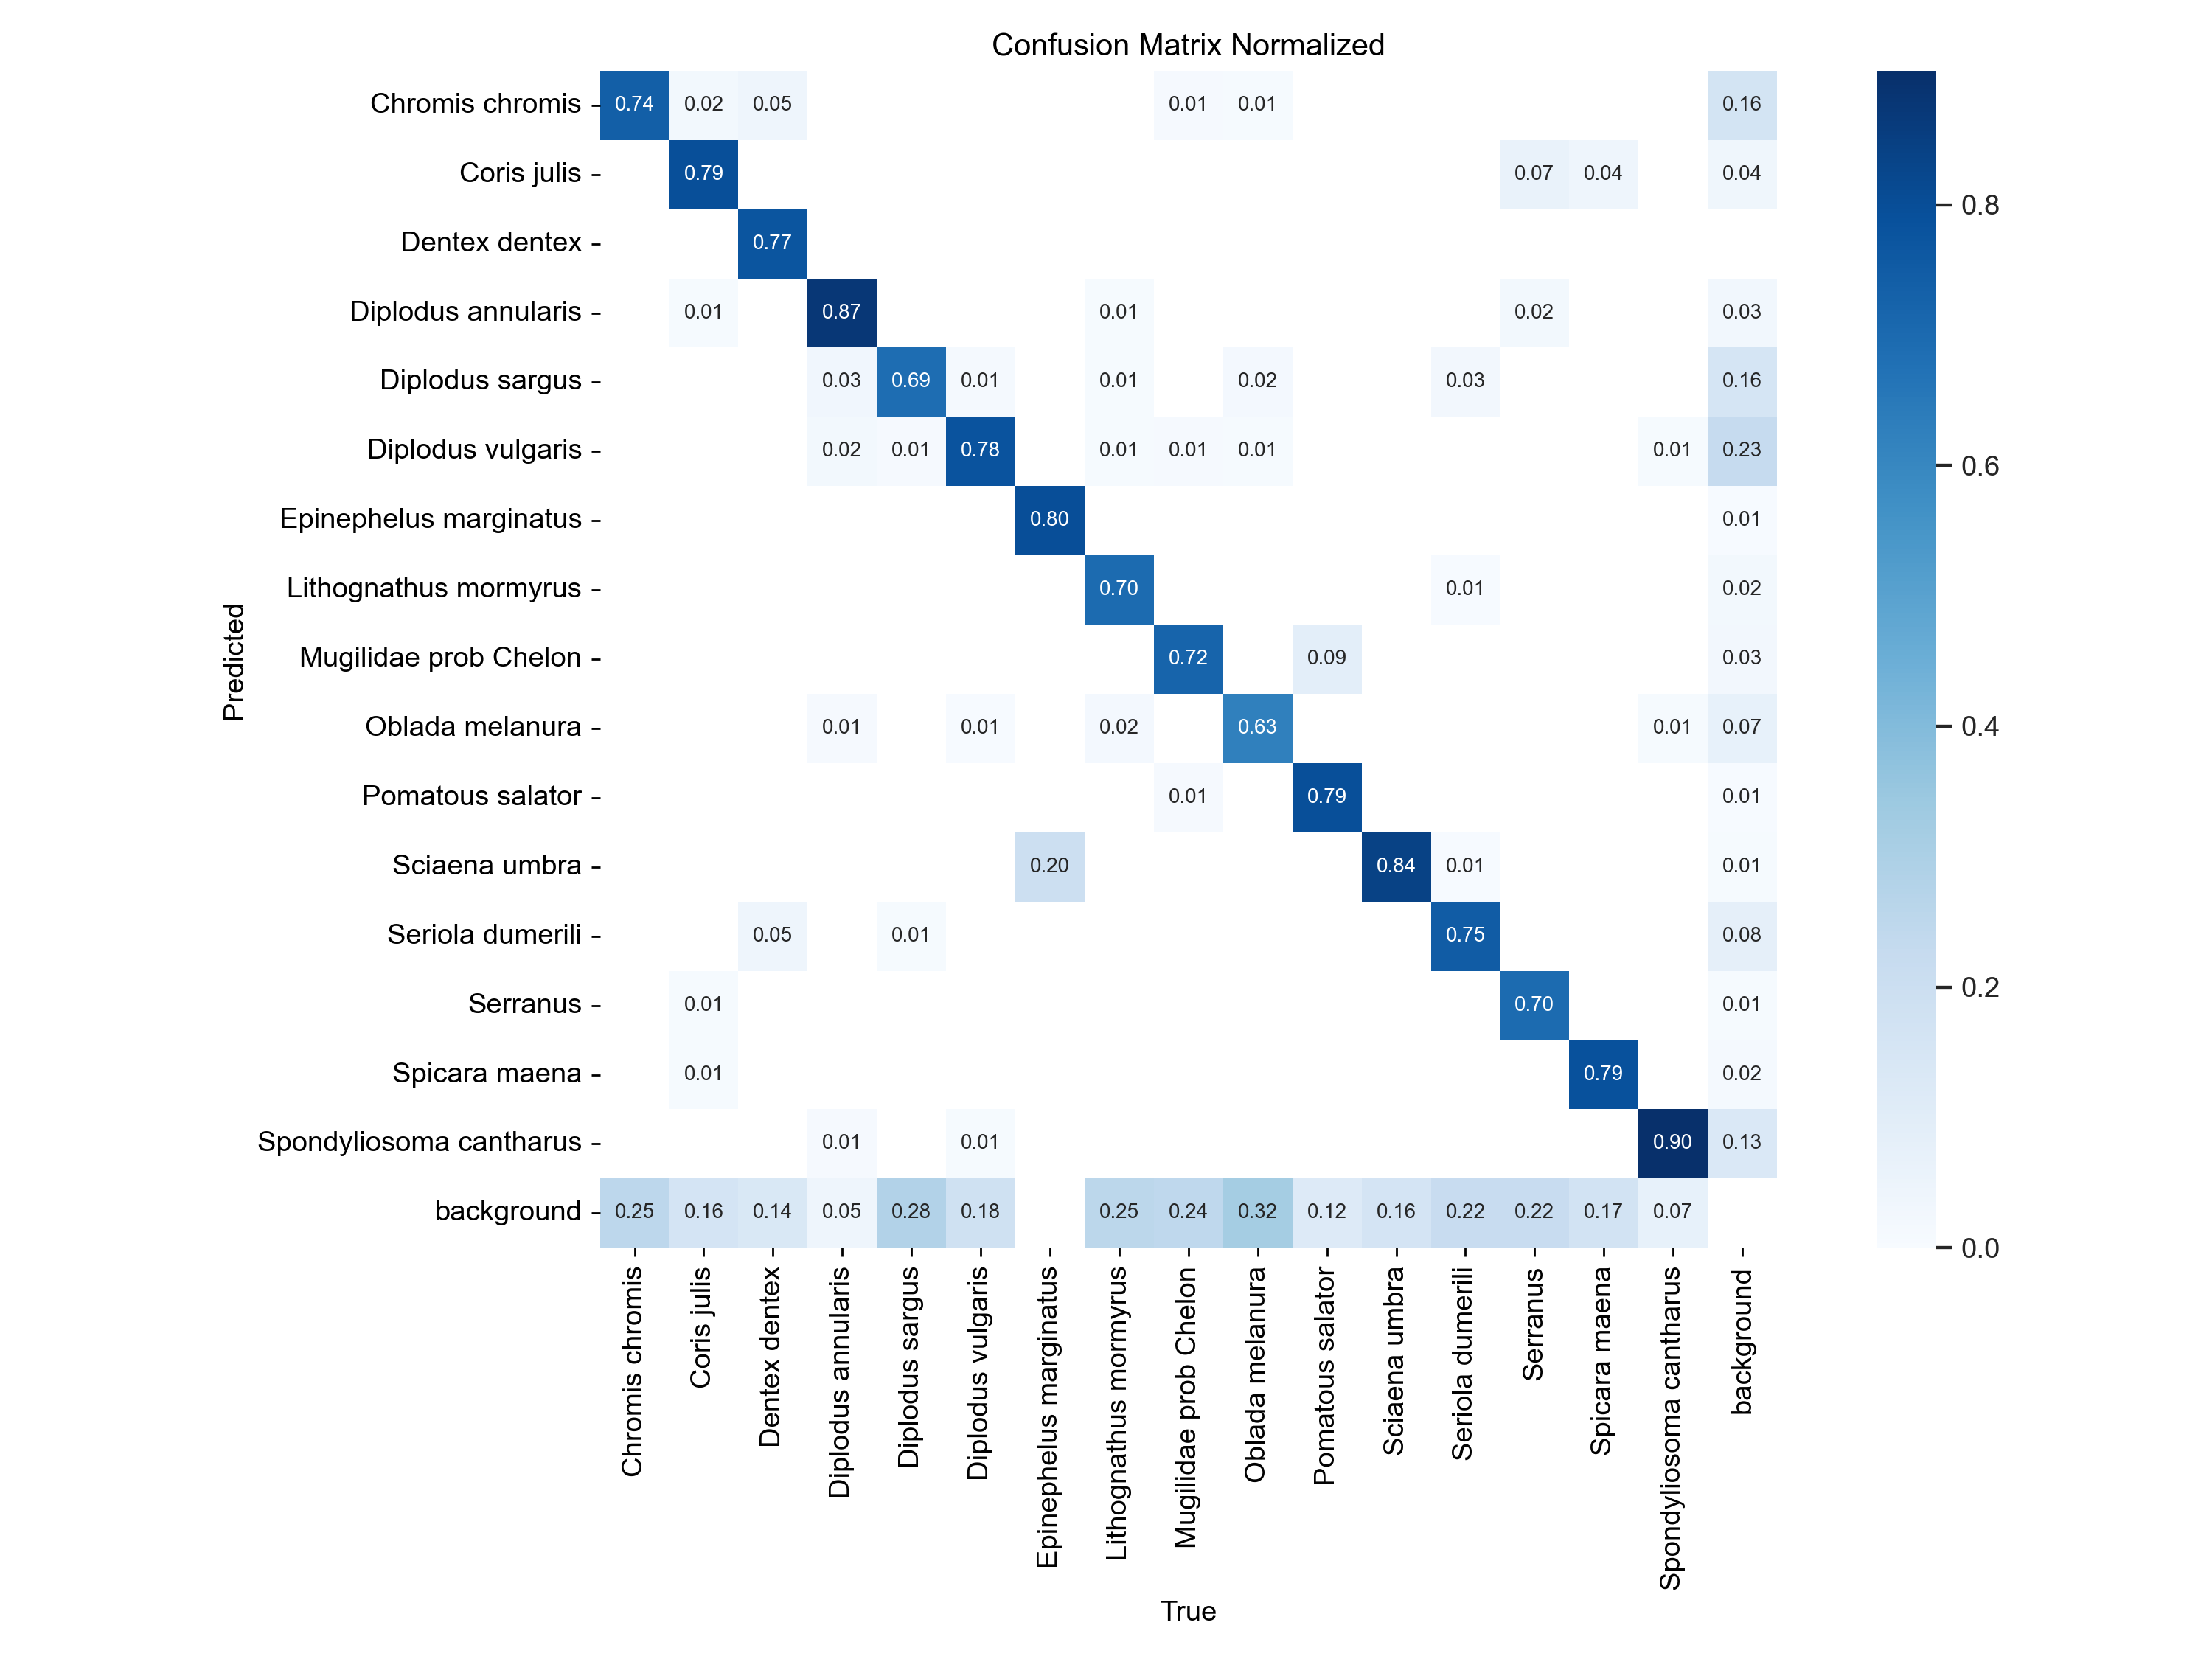 Confusion Matrix Normalized
Chromis chromis 0.74 0.02 0.05 0.01 0.01 0.16
Coris julis 0.79 0.07 0.04 0.04
Dentex dentex 0.77
Diplodus annularis 0.01 0.87 0.01 0.02 0.03
Diplodus sargus 0.03 0.69 0.01 0.01 0.02 0.03 0.16
Diplodus vulgaris 0.02 0.01 0.78 0.01 0.01 0.01 0.01 0.23
Epinephelus marginatus 0.80 0.01
Lithognathus mormyrus 0.70 0.01 0.02
Mugilidae prob Chelon 0.72 0.09 0.03
Oblada melanura 0.01 0.01 0.02 0.63 0.01 0.07
Pomatous salator 0.01 0.79 0.01
Sciaena umbra 0.20 0.84 0.01 0.01
Seriola dumerili 0.05 0.01 0.75 0.08
Serranus 0.01 0.70 0.01
Spicara maena 0.01 0.79 0.02
Spondyliosoma cantharus 0.01 0.01 0.90 0.13
background 0.25 0.16 0.14 0.05 0.28 0.18 0.25 0.24 0.32 0.12 0.16 0.22 0.22 0.17 0.07
Predicted
Chromis chromis
Coris julis
Dentex dentex
Diplodus annularis
Diplodus sargus
Diplodus vulgaris
Epinephelus marginatus
Lithognathus mormyrus
Mugilidae prob Chelon
Oblada melanura
Pomatous salator
Sciaena umbra
Seriola dumerili
Serranus
Spicara maena
Spondyliosoma cantharus
background
True
0.8
0.6
0.4
0.2
0.0